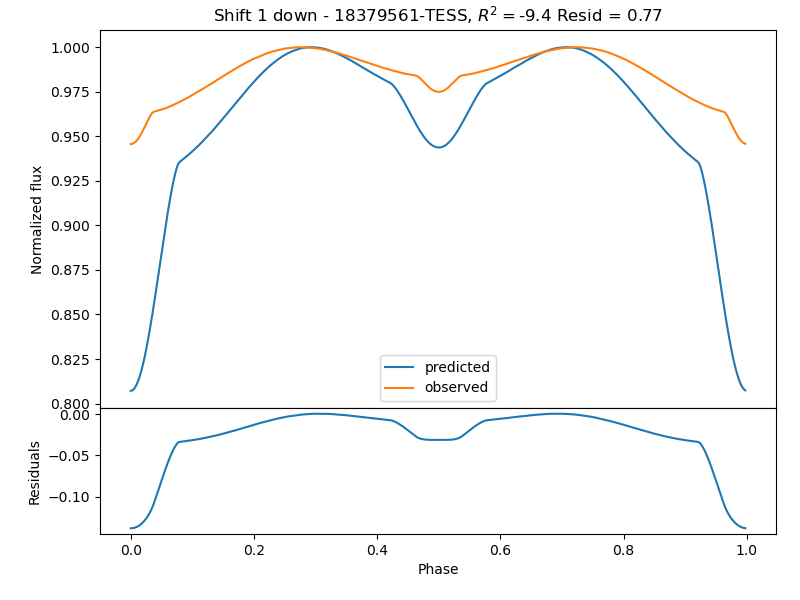 Shift 1 down - 18379561-TESS, R² = -9.4 Resid = 0.77
1.000
0.975
0.950
0.925
0.900
0.875
0.850
0.825
0.800
Normalized flux
predicted
observed
0.00
−0.05
−0.10
Residuals
0.0 0.2 0.4 0.6 0.8 1.0
Phase